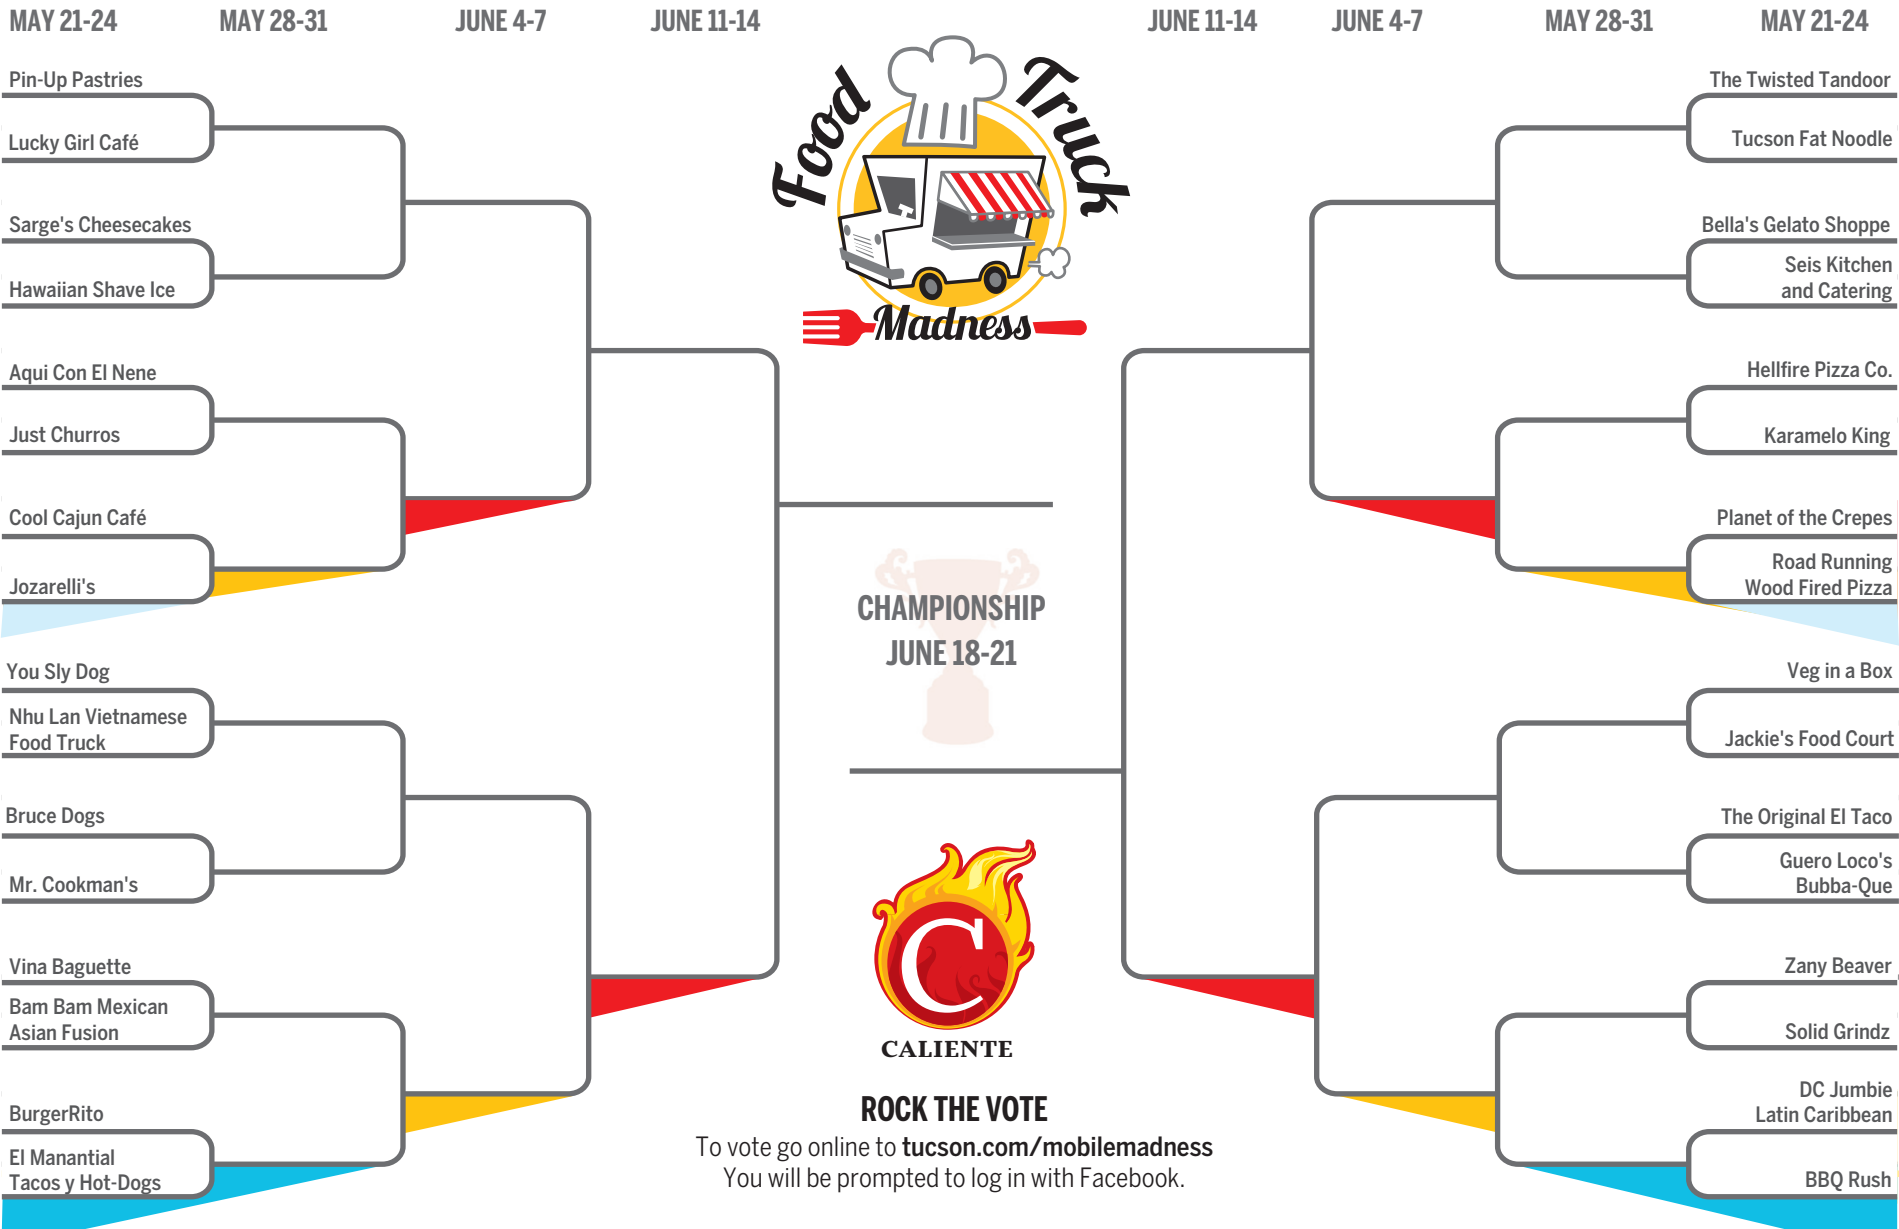 MAY 21-24
MAY 28-31
JUNE 4-7
JUNE 11-14
JUNE 11-14
JUNE 4-7
MAY 28-31
MAY 21-24
Food
Truck
Madness
Pin-Up Pastries
Lucky Girl Café
Sarge's Cheesecakes
Hawaiian Shave Ice
Aqui Con El Nene
Just Churros
Cool Cajun Café
Jozarelli's
You Sly Dog
Nhu Lan Vietnamese
Food Truck
Bruce Dogs
Mr. Cookman's
Vina Baguette
Bam Bam Mexican
Asian Fusion
BurgerRito
El Manantial
Tacos y Hot-Dogs
CHAMPIONSHIP
JUNE 18-21
C
CALIENTE
ROCK THE VOTE
To vote go online to tucson.com/mobilemadness
You will be prompted to log in with Facebook.
The Twisted Tandoor
Tucson Fat Noodle
Bella's Gelato Shoppe
Seis Kitchen
and Catering
Hellfire Pizza Co.
Karamelo King
Planet of the Crepes
Road Running
Wood Fired Pizza
Veg in a Box
Jackie's Food Court
The Original El Taco
Guero Loco's
Bubba-Que
Zany Beaver
Solid Grindz
DC Jumbie
Latin Caribbean
BBQ Rush